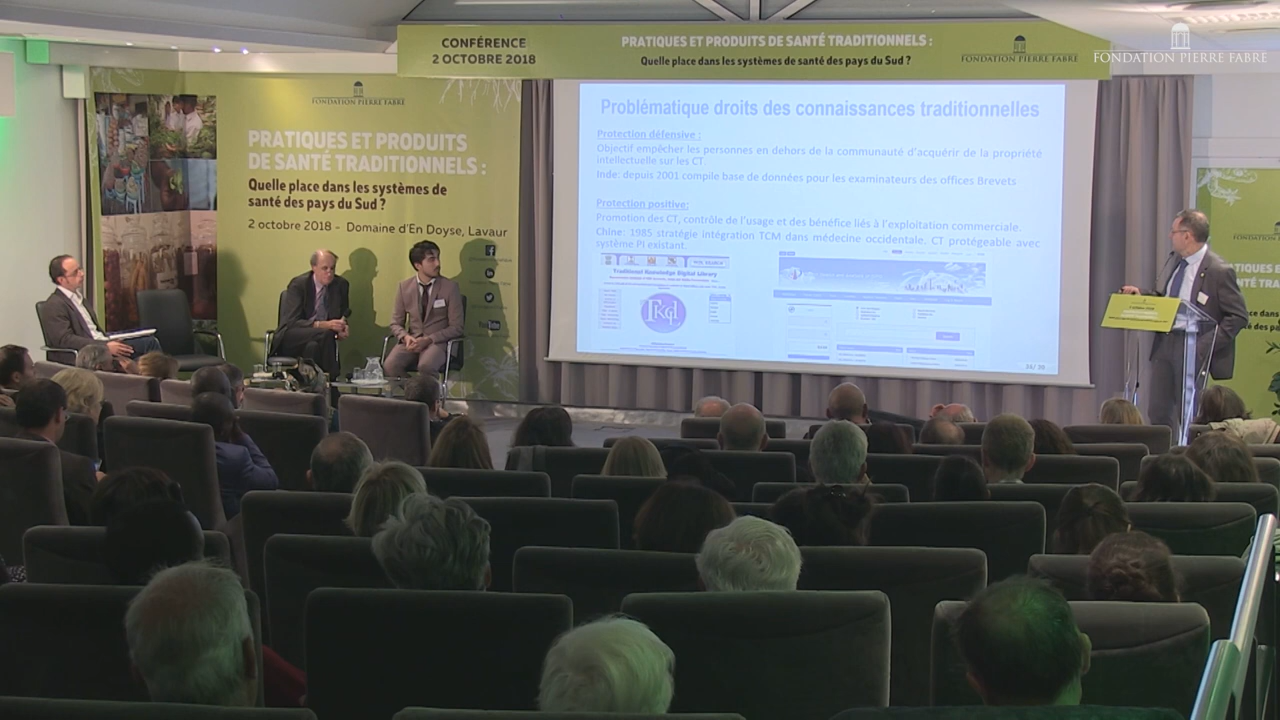 CONFÉRENCE
2 OCTOBRE 2018
PRATIQUES ET PRODUITS DE SANTÉ TRADITIONNELS :
Quelle place dans les systèmes de santé des pays du Sud ?
FONDATION PIERRE FABRE
FONDATION PIERRE FABRE
FONDATION PIERRE FABRE
PRATIQUES ET PRODUITS
DE SANTÉ TRADITIONNELS :
Quelle place dans les systèmes de
santé des pays du Sud ?
2 octobre 2018 - Domaine d'En Doyse, Lavaur
Problématique droits des connaissances traditionnelles
Protection défensive :
Objectif empêcher les personnes en dehors de la communauté d'acquérir de la propriété
intellectuelle sur les CT.
Inde: depuis 2001 compile base de données pour les examinateurs des offices Brevets
Protection positive:
Promotion des CT, contrôle de l'usage et des bénéfice liés à l'exploitation commerciale.
Chine: 1985 stratégie intégration TCM dans médecine occidentale. CT protégeable avec
système PI existant.
Traditional Knowledge Digital Library